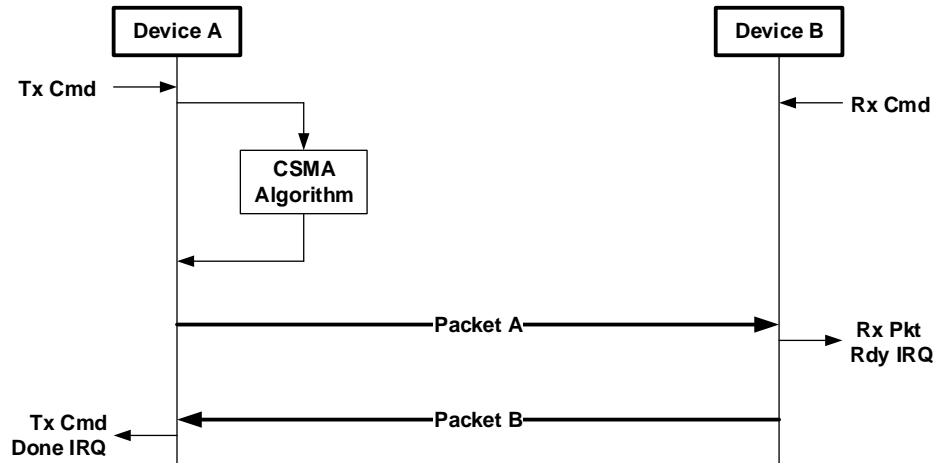 Device A
Device B
Tx Cmd
Rx Cmd
CSMA
Algorithm
Packet A
Rx Pkt
Rdy IRQ
Packet B
Tx Cmd
Done IRQ